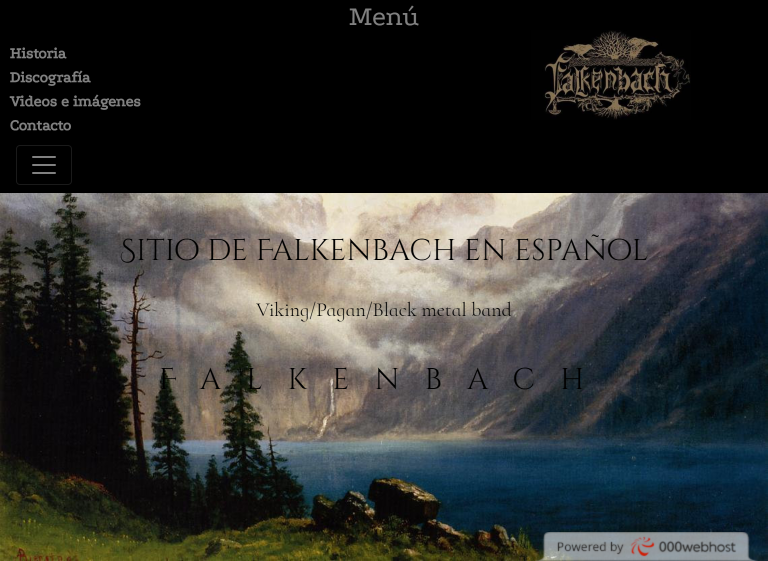 Menú
Historia
Discografía
Videos e imágenes
Contacto
Falkenbach
Sitio de Falkenbach en español
Viking/Pagan/Black metal band
FALKENBACH
Powered by 000webhost